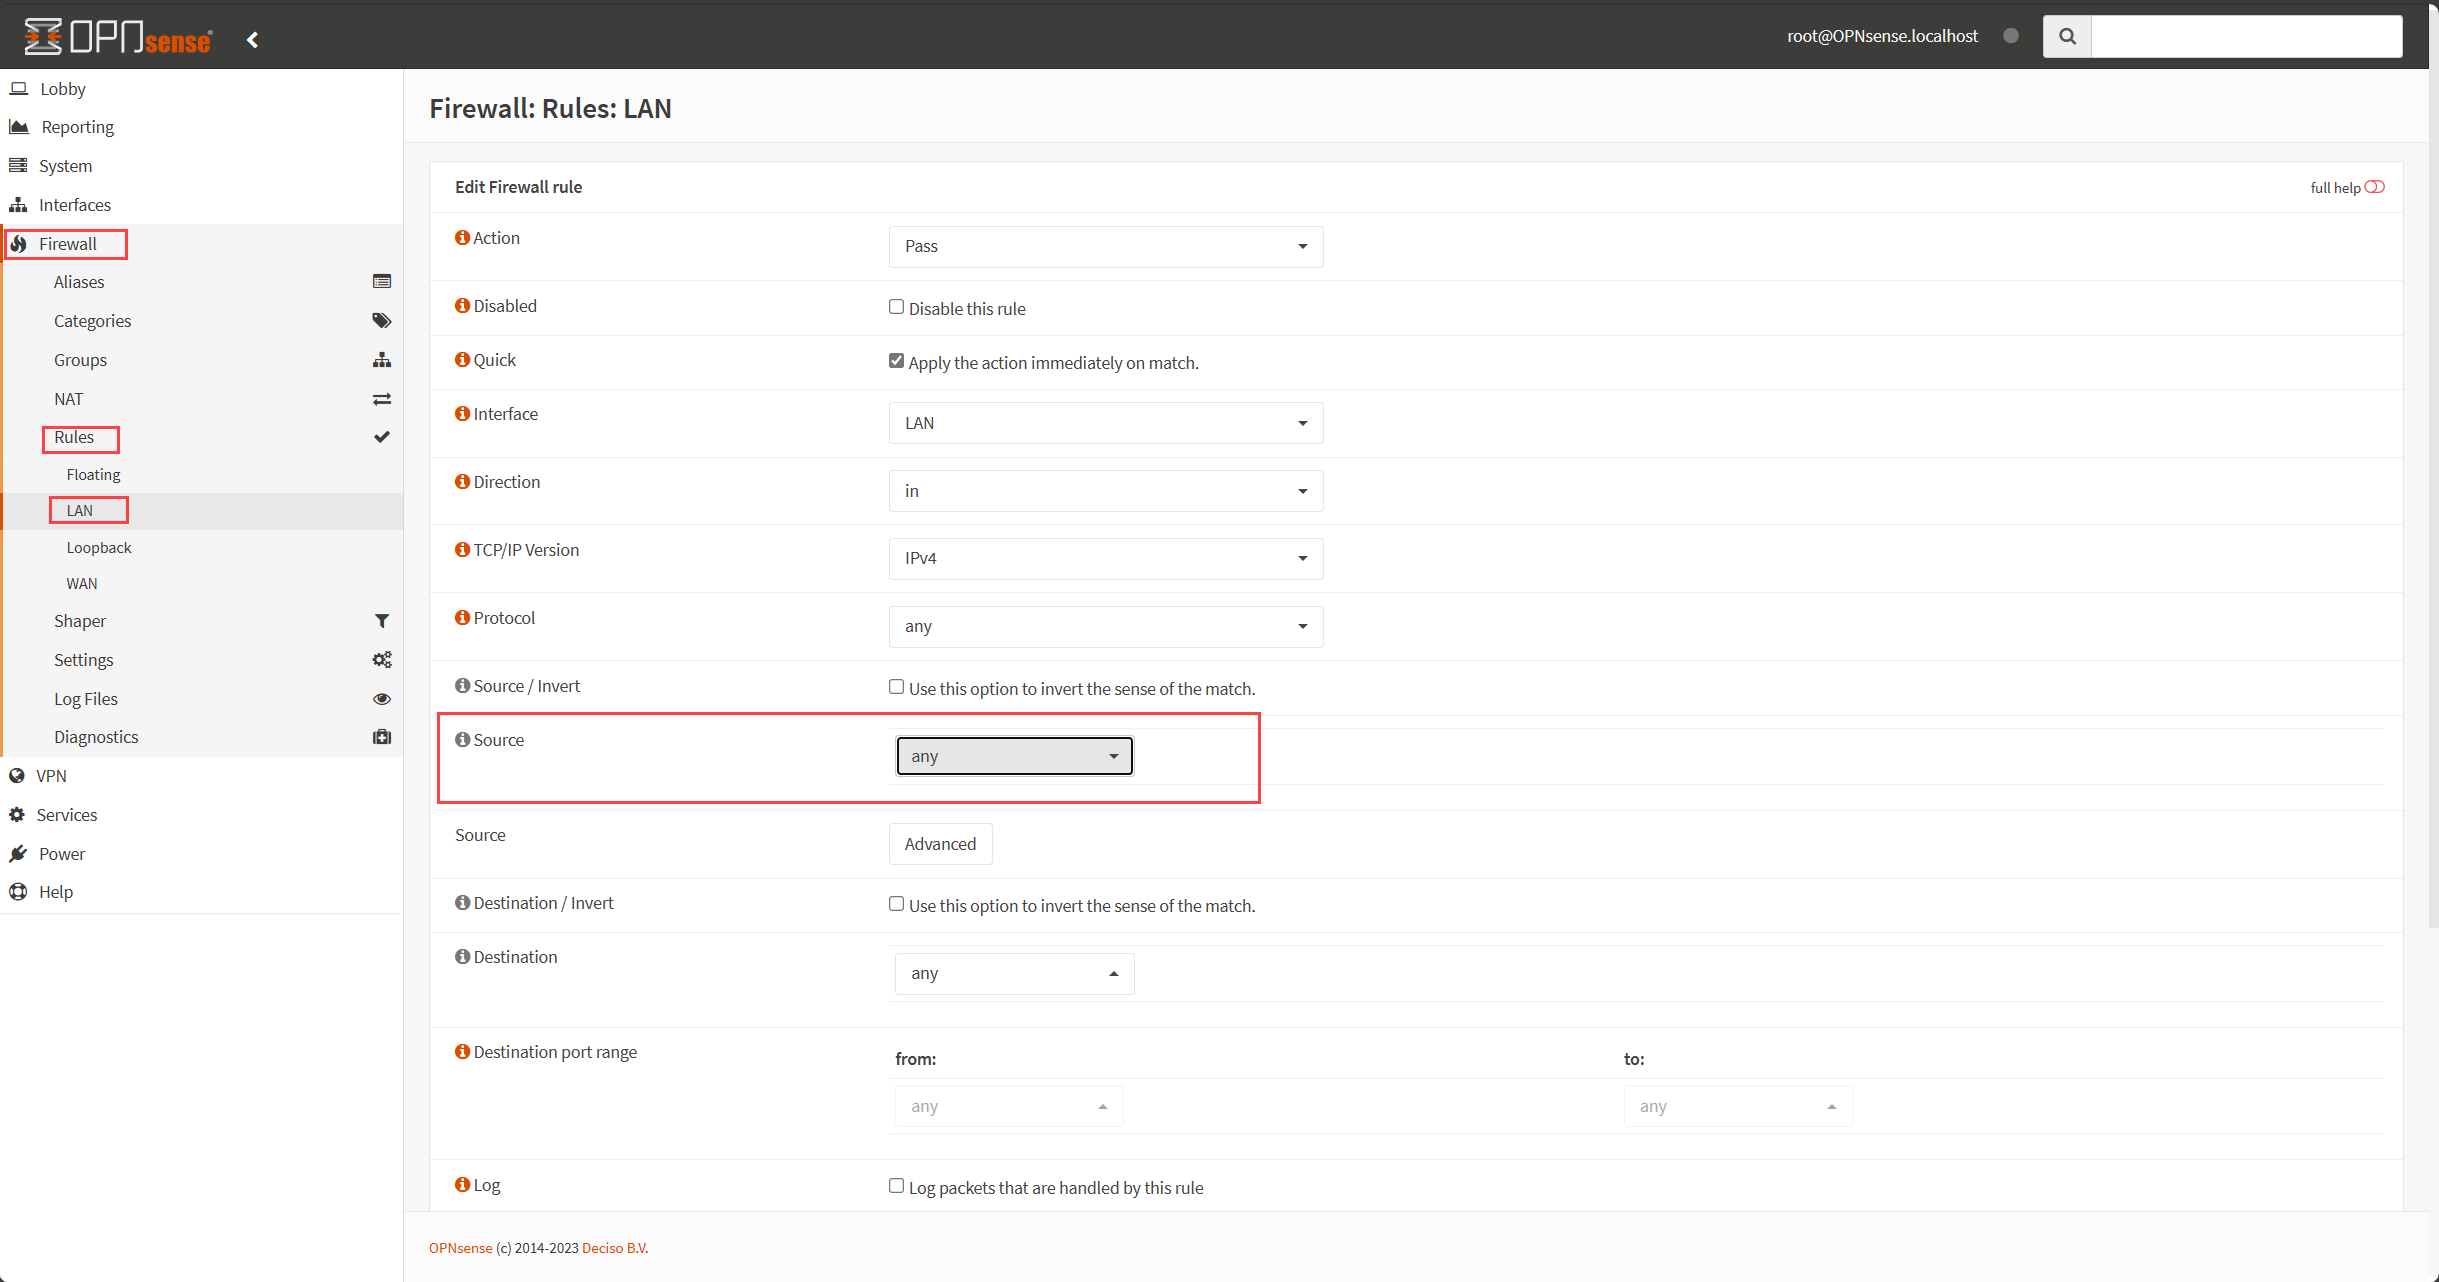 OPNsense®
root@OPNsense.localhost
Lobby
Reporting
System
Interfaces
Firewall
Aliases
Categories
Groups
NAT
Rules
Floating
LAN
Loopback
WAN
Shaper
Settings
Log Files
Diagnostics
VPN
Services
Power
Help
Firewall: Rules: LAN
Edit Firewall rule
full help
Action
Pass
Disabled
Disable this rule
Quick
Apply the action immediately on match.
Interface
LAN
Direction
in
TCP/IP Version
IPv4
Protocol
any
Source / Invert
Use this option to invert the sense of the match.
Source
any
Source
Advanced
Destination / Invert
Use this option to invert the sense of the match.
Destination
any
Destination port range
from:
to:
any
any
Log
Log packets that are handled by this rule
OPNsense (c) 2014-2023 Deciso B.V.